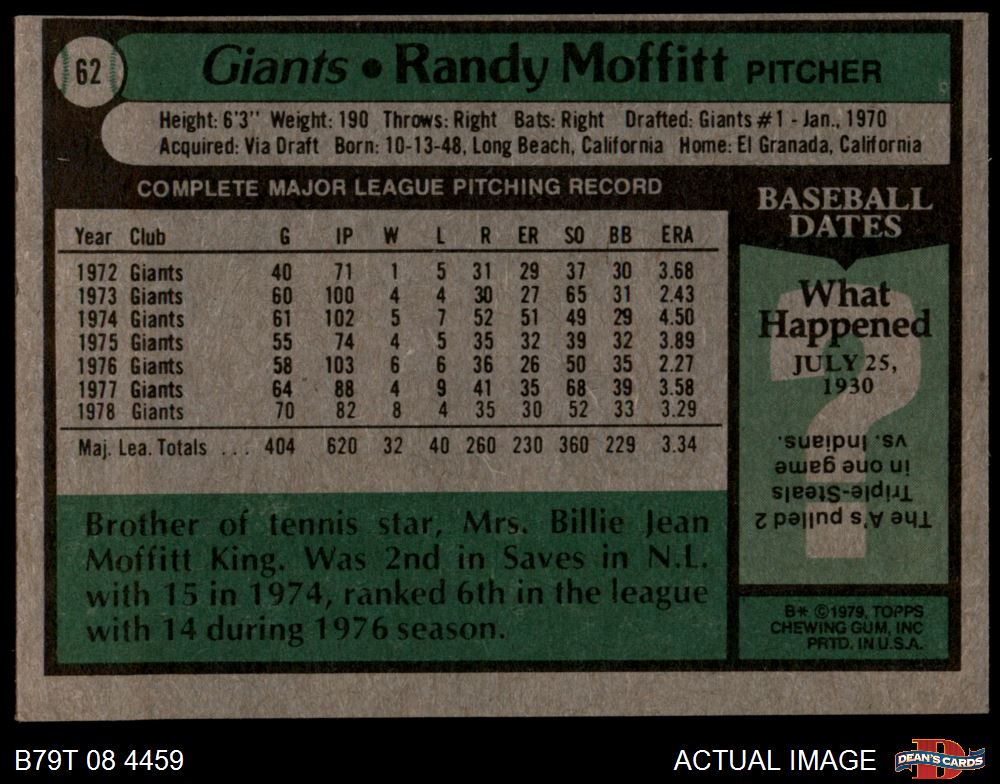 62
Giants • Randy Moffitt PITCHER
Height: 6'3" Weight: 190 Throws: Right Bats: Right Drafted: Giants #1 - Jan., 1970
Acquired: Via Draft Born: 10-13-48, Long Beach, California Home: El Granada, California
COMPLETE MAJOR LEAGUE PITCHING RECORD
Year Club G IP W L R ER SO BB ERA
1972 Giants 40 71 1 5 31 29 37 30 3.68
1973 Giants 60 100 4 4 30 27 65 31 2.43
1974 Giants 61 102 5 7 52 51 49 29 4.50
1975 Giants 55 74 4 5 35 32 39 32 3.89
1976 Giants 58 103 6 6 36 26 50 35 2.27
1977 Giants 64 88 4 9 41 35 68 39 3.58
1978 Giants 70 82 8 4 35 30 52 33 3.29
Maj. Lea. Totals . . . 404 620 32 40 260 230 360 229 3.34
Brother of tennis star, Mrs. Billie Jean
Moffitt King. Was 2nd in Saves in N.L.
with 15 in 1974, ranked 6th in the league
with 14 during 1976 season.
BASEBALL
DATES
What
Happened
JULY 25,
1930
?
The A's pulled 2
Triple-Steals
in one game
vs. Indians.
B* ©1979, TOPPS
CHEWING GUM, INC
PRTD. IN U.S.A.
B79T 08 4459
ACTUAL IMAGE
D
DEAN'S CARDS